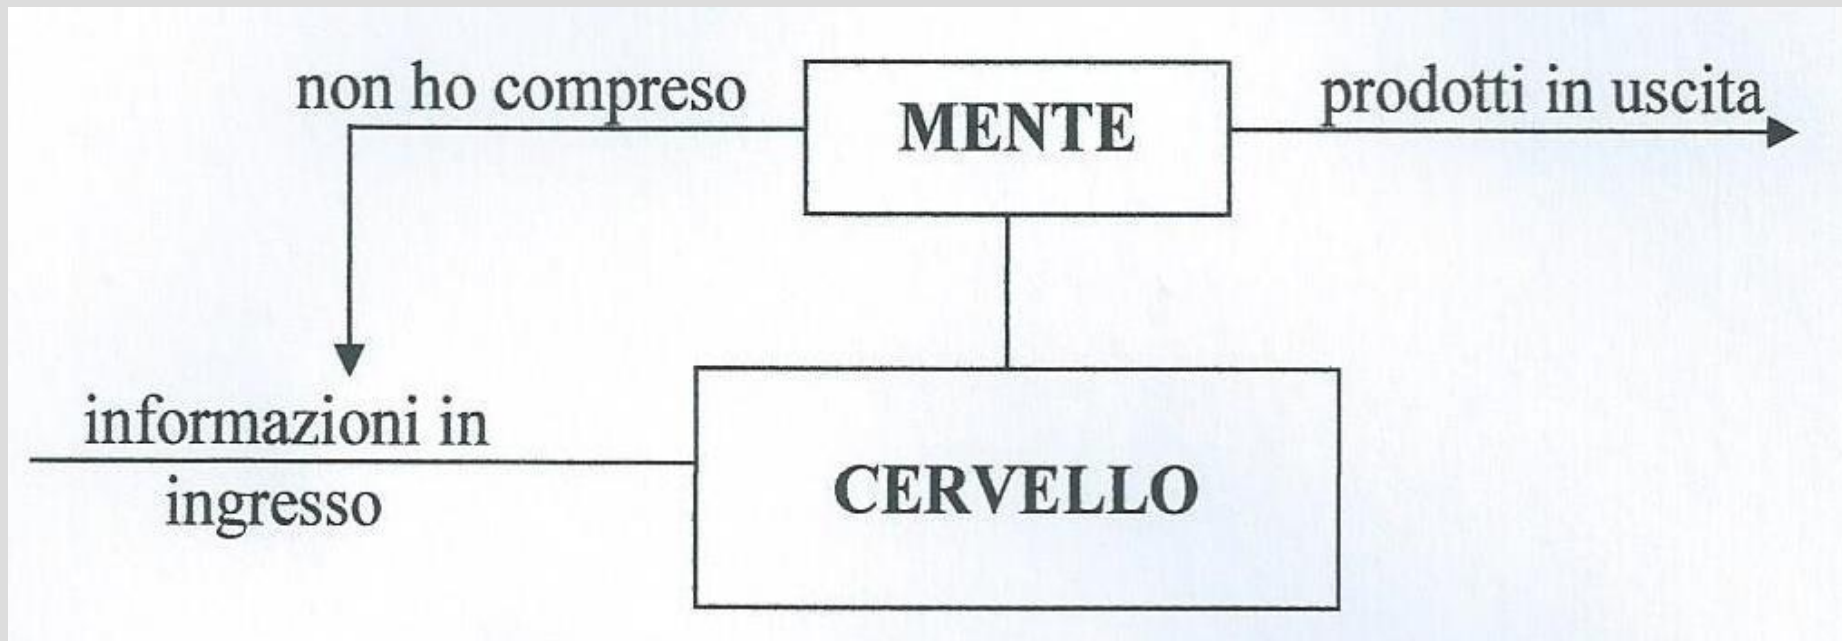 non ho compreso
MENTE
prodotti in uscita
informazioni in
ingresso
CERVELLO